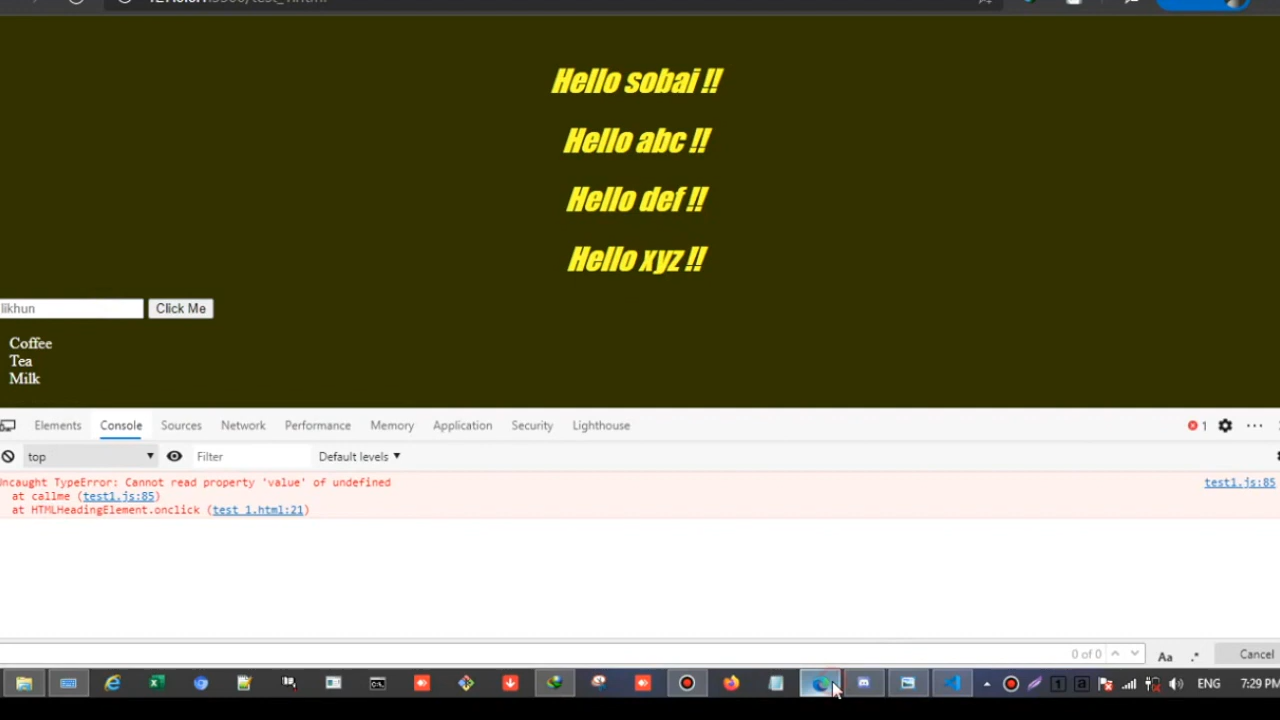 Hello sobai !!
Hello abc !!
Hello def !!
Hello xyz !!
likhun Click Me
Coffee
Tea
Milk
Elements Console Sources Network Performance Memory Application Security Lighthouse 1
top Filter Default levels
Uncaught TypeError: Cannot read property 'value' of undefined test1.js:85
at callme (test1.js:85)
at HTMLHeadingElement.onclick (test 1.html:21)
0 of 0 Aa .* Cancel
ENG 7:29 PM